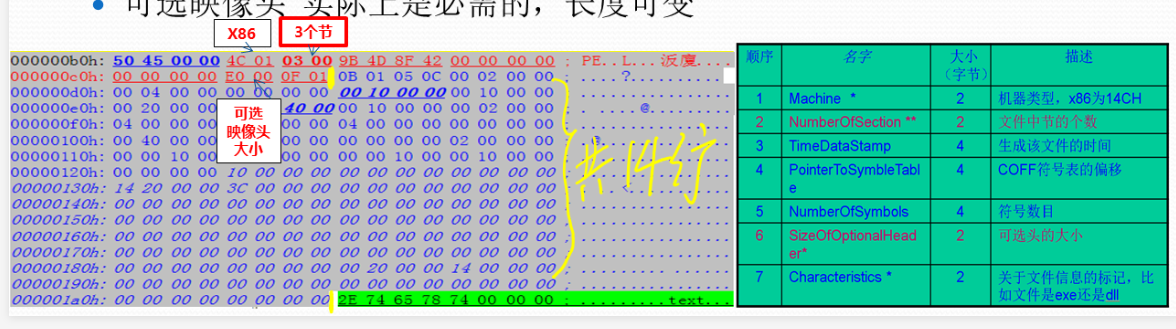 可选映像头 实际上是必需的，长度可变
X86
3个节
000000b0h: 50 45 00 00 4C 01 03 00 9B 4D 8F 42 00 00 00 00 ; PE..L...泝度....
000000c0h: 00 00 00 00 E0 00 0F 01 0B 01 05 0C 00 02 00 00
000000d0h: 00 04 00 00 00 00 00 00 00 10 00 00 00 10 00 00
000000e0h: 00 20 00 00 40 00 00 10 00 00 00 02 00 00
000000f0h: 04 00 00 00 00 00 04 00 00 00 00 00 00 00
00000100h: 00 40 00 00 00 00 00 00 00 00 02 00 00 00
00000110h: 00 00 10 00 00 00 00 00 10 00 00 10 00 00
00000120h: 00 00 00 00 10 00 00 00 00 00 00 00 00 00 00 00
00000130h: 14 20 00 00 3C 00 00 00 00 00 00 00 00 00 00 00
00000140h: 00 00 00 00 00 00 00 00 00 00 00 00 00 00 00 00
00000150h: 00 00 00 00 00 00 00 00 00 00 00 00 00 00 00 00
00000160h: 00 00 00 00 00 00 00 00 00 00 00 00 00 00 00 00
00000170h: 00 00 00 00 00 00 00 00 00 00 00 00 00 00 00 00
00000180h: 00 00 00 00 00 00 00 00 00 20 00 00 14 00 00 00
00000190h: 00 00 00 00 00 00 00 00 00 00 00 00 00 00 00 00
000001a0h: 00 00 00 00 00 00 00 00 2E 74 65 78 74 00 00 00 ; ........text...
可选
映像头
大小
共14行
顺序 名字 大小（字节） 描述
1 Machine * 2 机器类型，x86为14CH
2 NumberOfSection ** 2 文件中节的个数
3 TimeDataStamp 4 生成该文件的时间
4 PointerToSymbleTable 4 COFF符号表的偏移
5 NumberOfSymbols 4 符号数目
6 SizeOfOptionalHeader* 2 可选头的大小
7 Characteristics * 2 关于文件信息的标记，比
如文件是exe还是dll